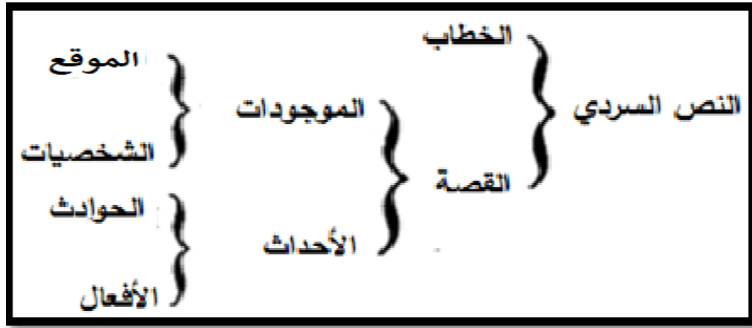 النص السردي
الخطاب
القصة
الموجودات
الأحداث
الموقع
الشخصيات
الحوادث
الأفعال